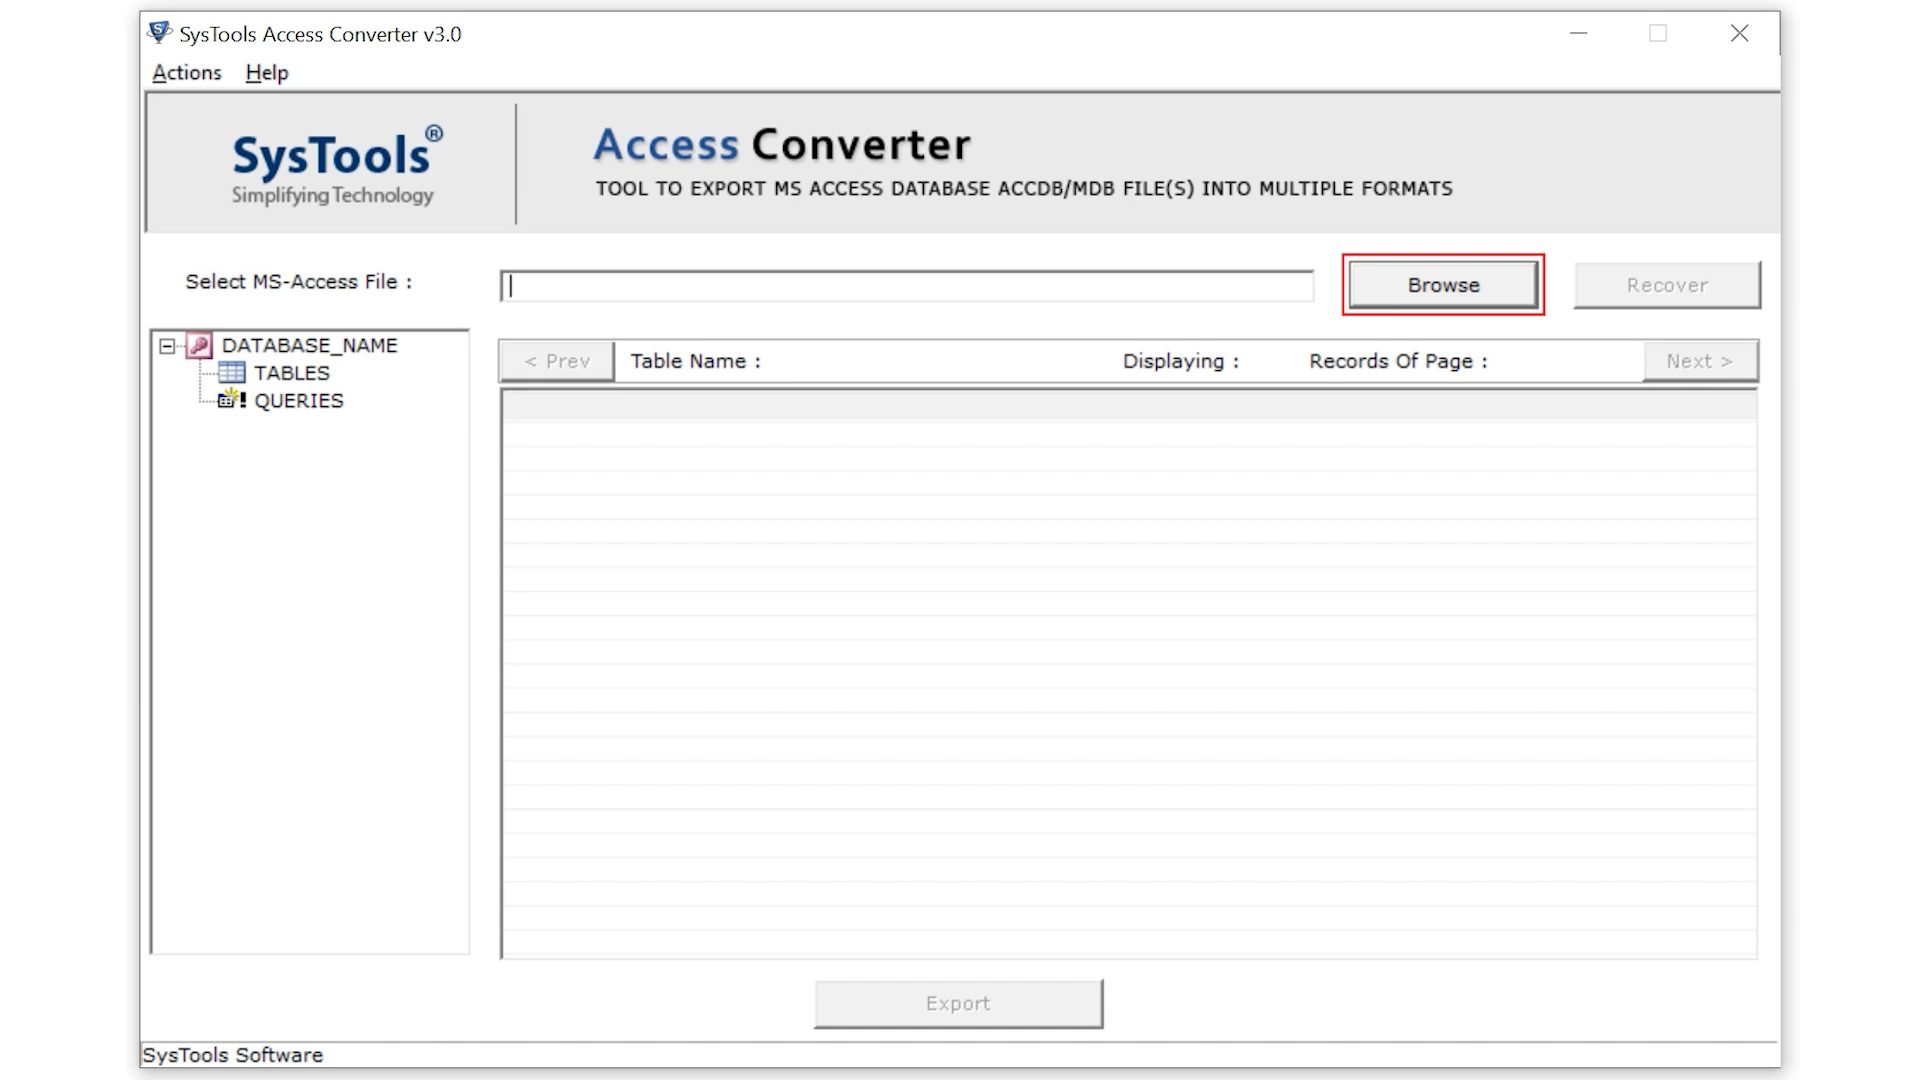 SysTools Access Converter v3.0
Actions Help
SysTools®
Simplifying Technology
Access Converter
TOOL TO EXPORT MS ACCESS DATABASE ACCDB/MDB FILE(S) INTO MULTIPLE FORMATS
Select MS-Access File :
Browse
Recover
DATABASE_NAME
TABLES
QUERIES
< Prev Table Name : Displaying : Records Of Page : Next >
Export
SysTools Software